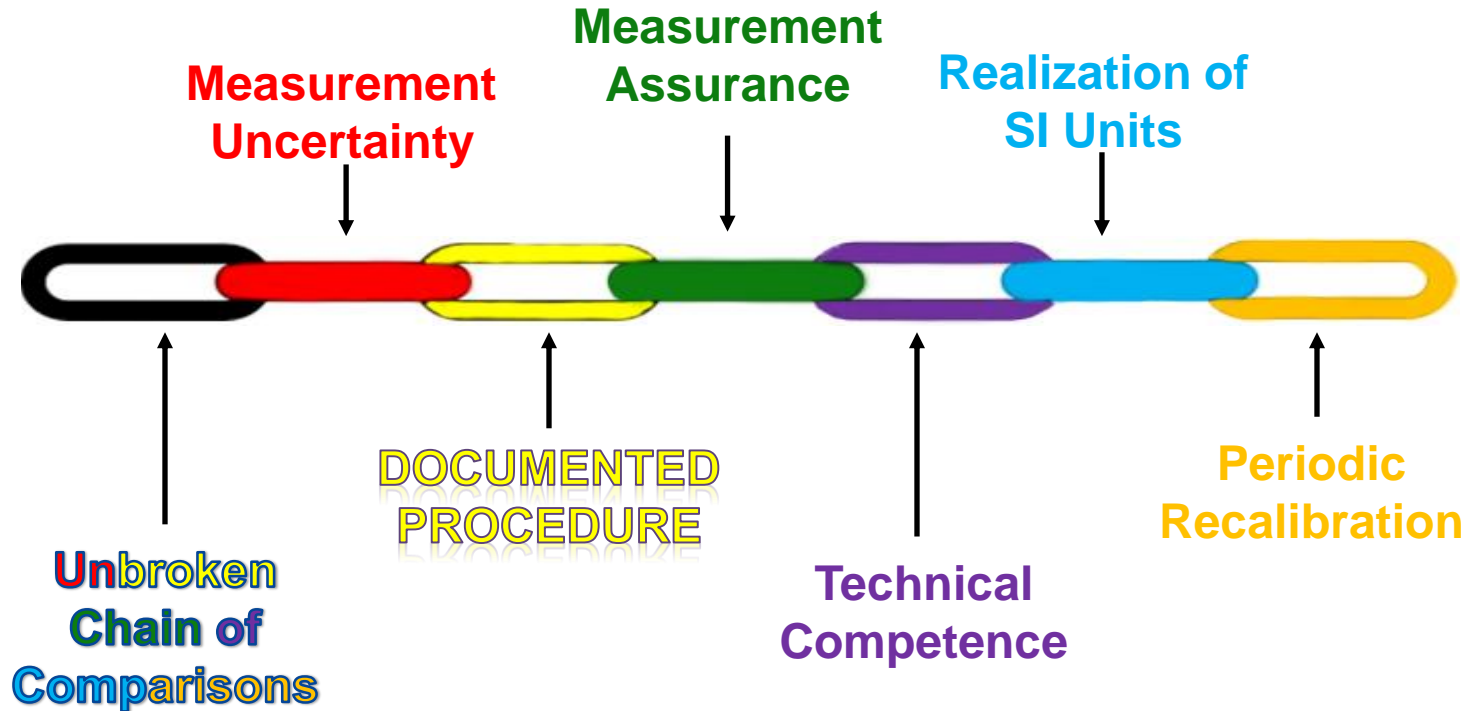 Measurement
Uncertainty
Measurement
Assurance
Realization of
SI Units
Unbroken
Chain of
Comparisons
DOCUMENTED
PROCEDURE
Technical
Competence
Periodic
Recalibration